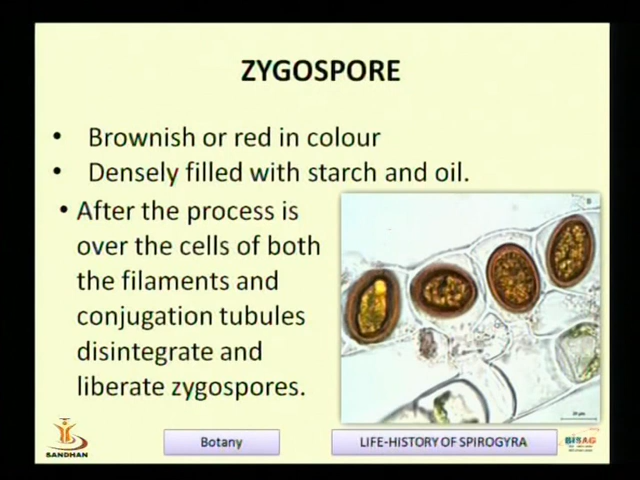 ZYGOSPORE
• Brownish or red in colour
• Densely filled with starch and oil.
• After the process is
over the cells of both
the filaments and
conjugation tubules
disintegrate and
liberate zygospores.
SANDHAN
Botany
LIFE-HISTORY OF SPIROGYRA
BISAG